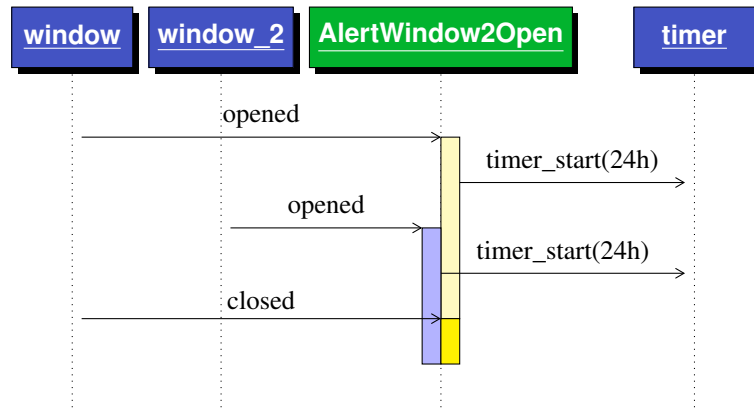 window
window_2
AlertWindow2Open
timer
opened
timer_start(24h)
opened
timer_start(24h)
closed